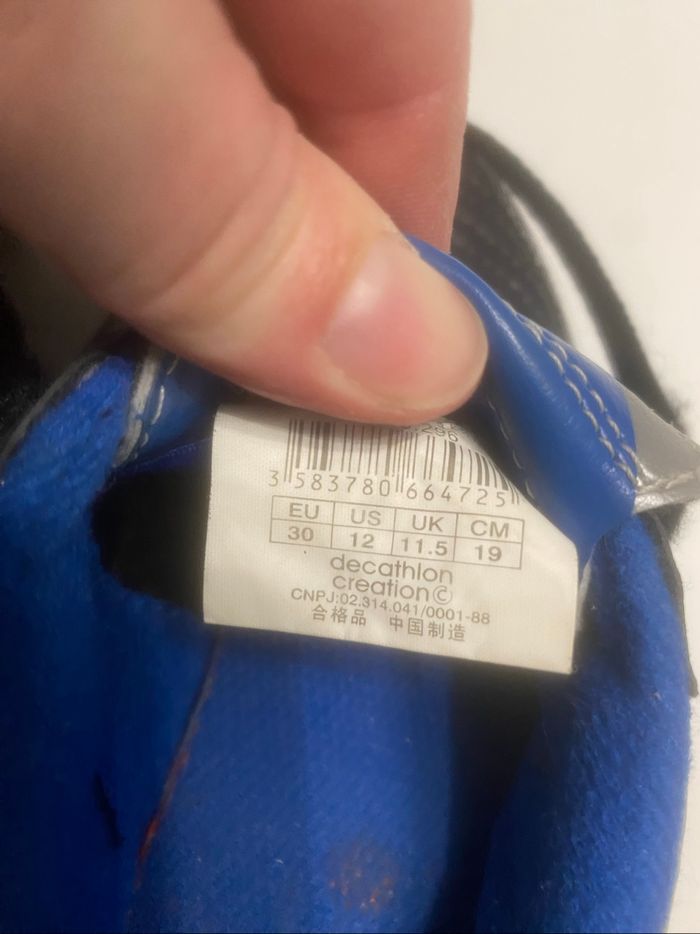 3 583780 664725
EU US UK CM
30 12 11.5 19
decathlon
creation©
CNPJ:02.314.041/0001-88
合格品 中国制造